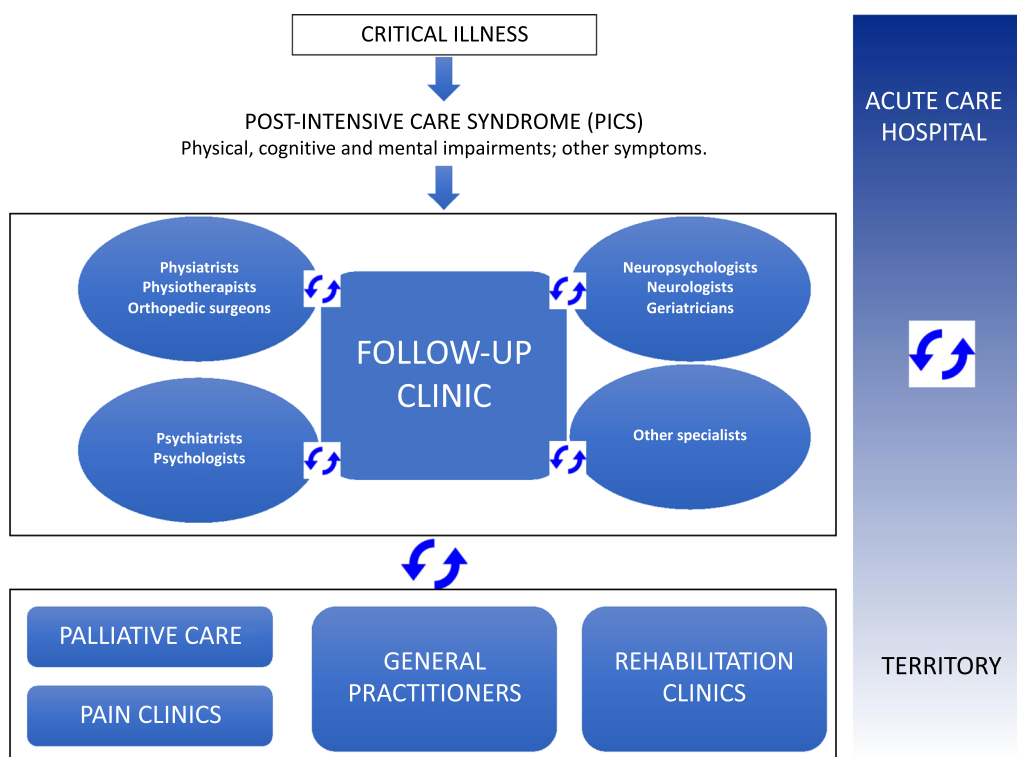 CRITICAL ILLNESS
POST-INTENSIVE CARE SYNDROME (PICS)
Physical, cognitive and mental impairments; other symptoms.
Physiatrists
Physiotherapists
Orthopedic surgeons
Neuropsychologists
Neurologists
Geriatricians
FOLLOW-UP
CLINIC
Psychiatrists
Psychologists
Other specialists
PALLIATIVE CARE
PAIN CLINICS
GENERAL
PRACTITIONERS
REHABILITATION
CLINICS
ACUTE CARE
HOSPITAL
TERRITORY